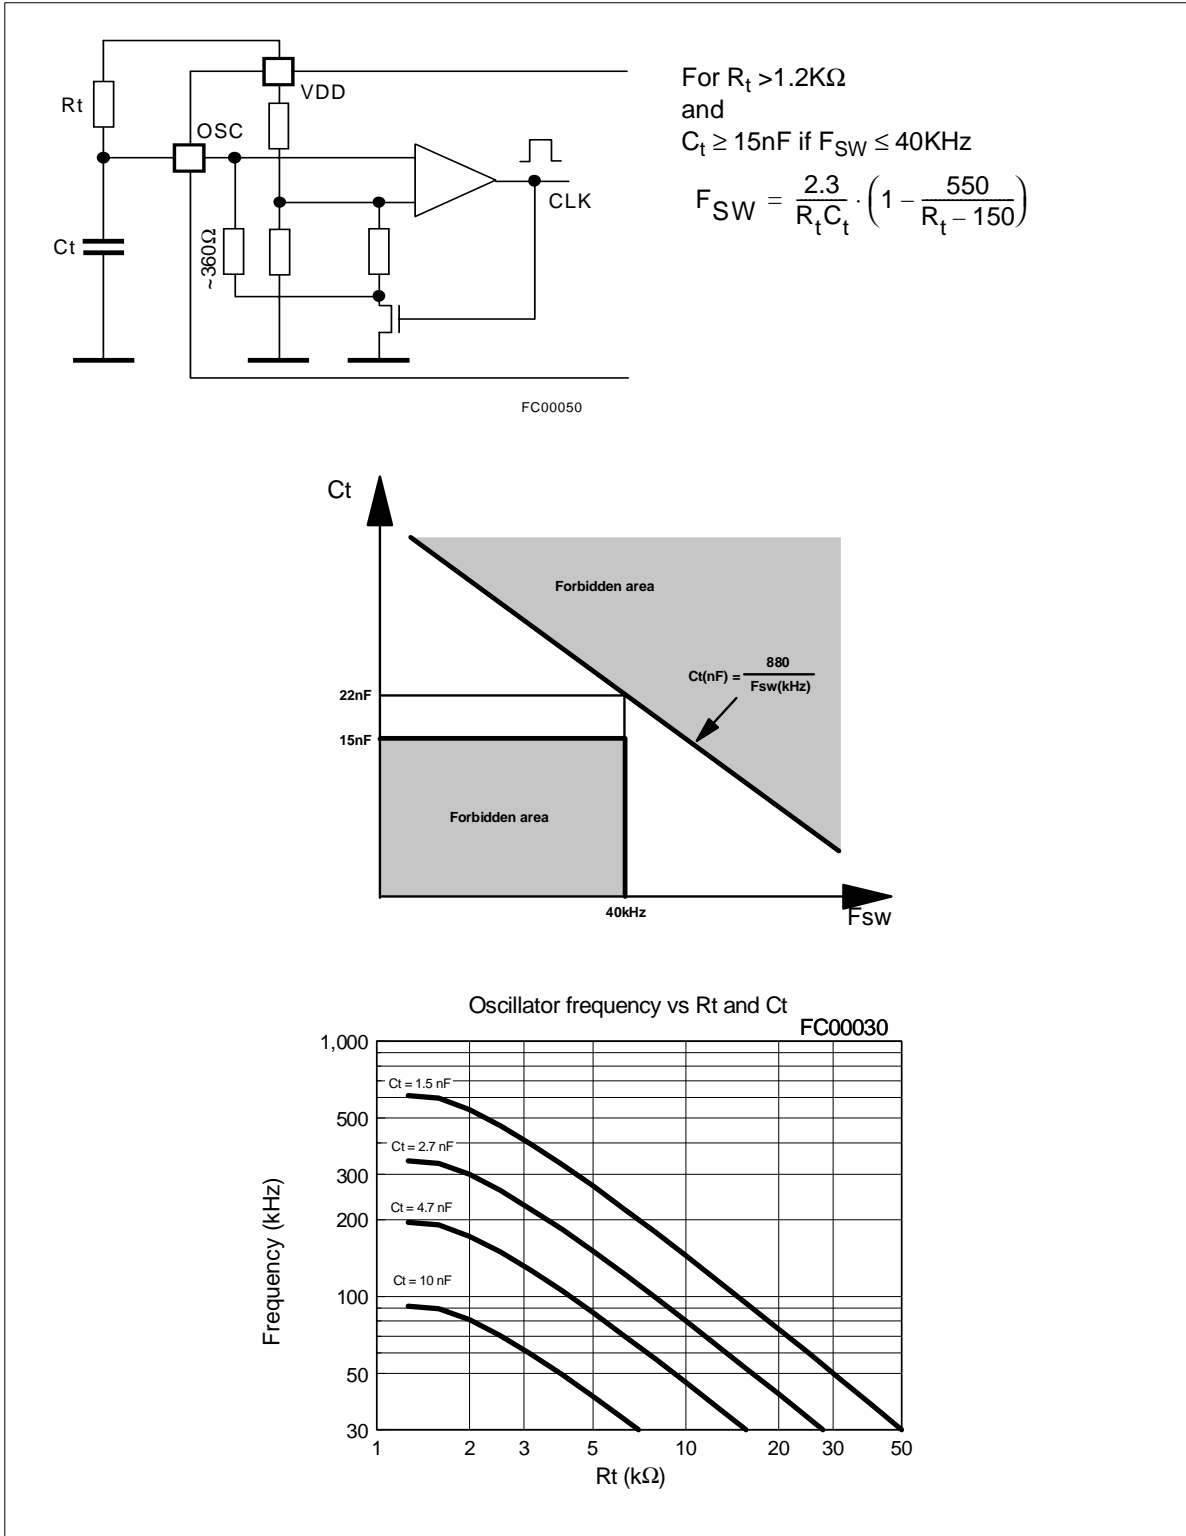 Rt
VDD
OSC
CLK
Ct
~360Ω
FC00050
For Rt >1.2KΩ
and
Ct ≥ 15nF if FSW ≤ 40KHz
FSW = 2.3 / RtCt · (1 − 550 / Rt − 150)
Ct
Forbidden area
Ct(nF) = 880 / Fsw(kHz)
22nF
15nF
Forbidden area
40kHz
Fsw
Oscillator frequency vs Rt and Ct
FC00030
1,000
500
300
200
100
50
30
Frequency (kHz)
Ct = 1.5 nF
Ct = 2.7 nF
Ct = 4.7 nF
Ct = 10 nF
1 2 3 5 10 20 30 50
Rt (kΩ)